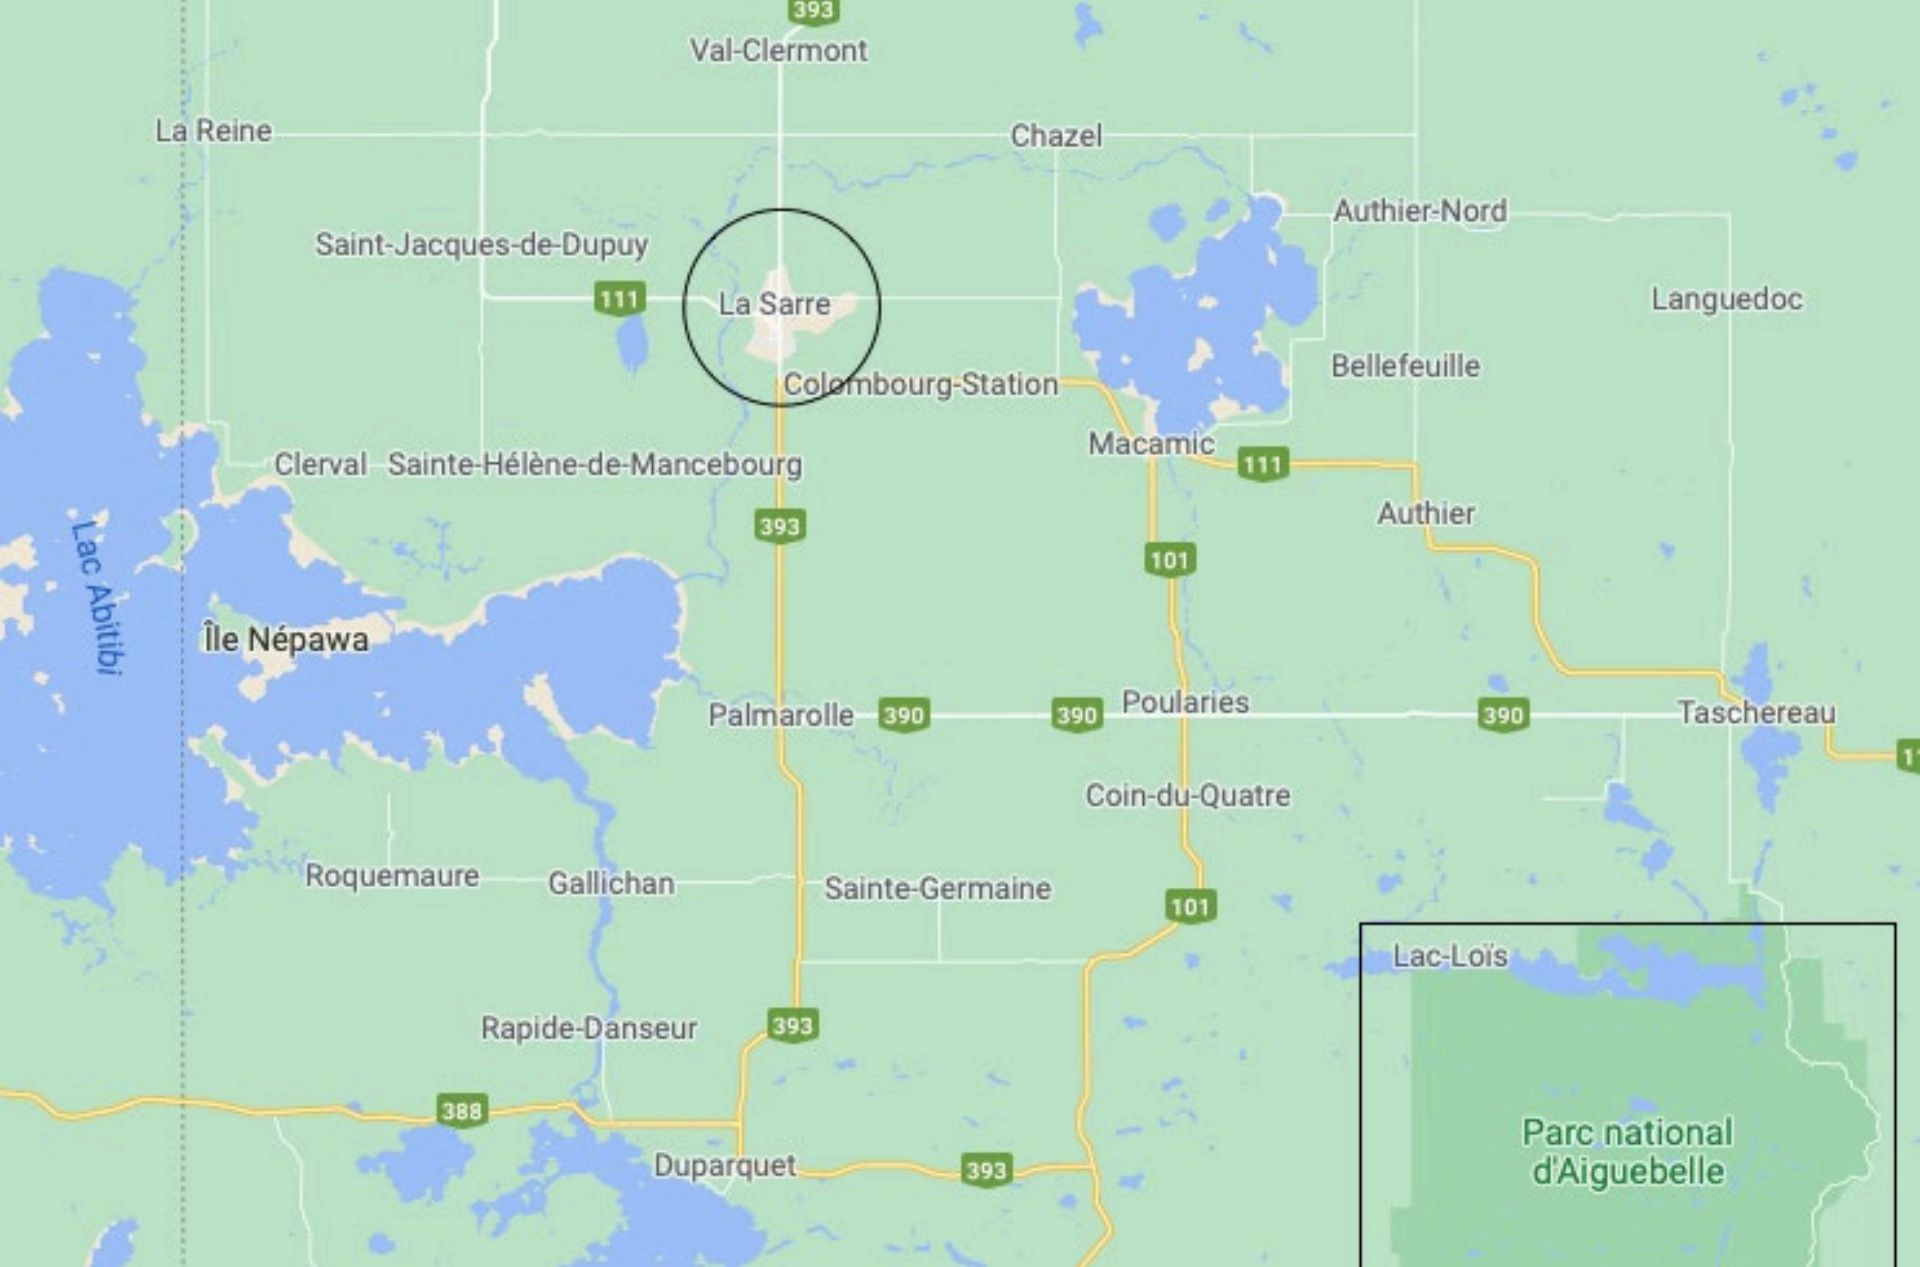 393
Val-Clermont
La Reine
Chazel
Authier-Nord
Saint-Jacques-de-Dupuy
111
La Sarre
Languedoc
Bellefeuille
Colombourg-Station
Macamic
111
Clerval
Sainte-Hélène-de-Mancebourg
Authier
393
101
Lac Abitibi
Île Népawa
Palmarolle
390
390
Poularies
390
Taschereau
Coin-du-Quatre
Roquemaure
Gallichan
Sainte-Germaine
101
Lac-Loïs
Rapide-Danseur
393
388
Parc national
d'Aiguebelle
Duparquet
393